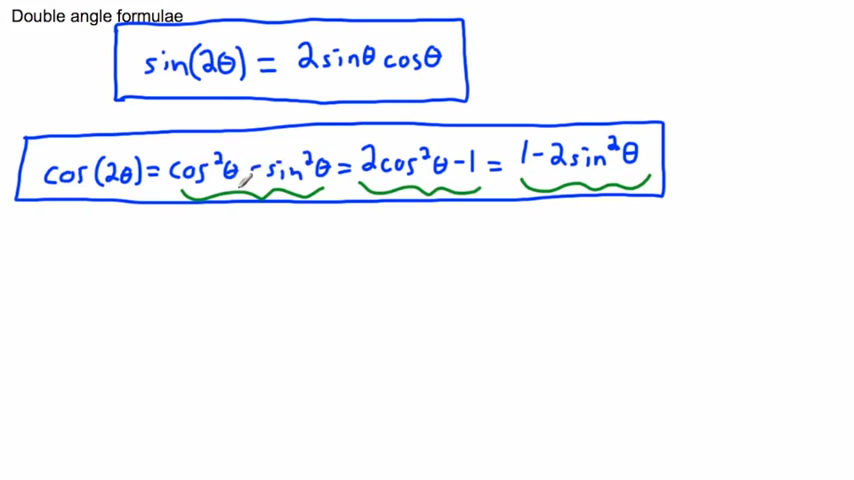 Double angle formulae
sin(2θ) = 2sinθ cosθ
cos(2θ) = cos²θ - sin²θ = 2cos²θ - 1 = 1 - 2sin²θ